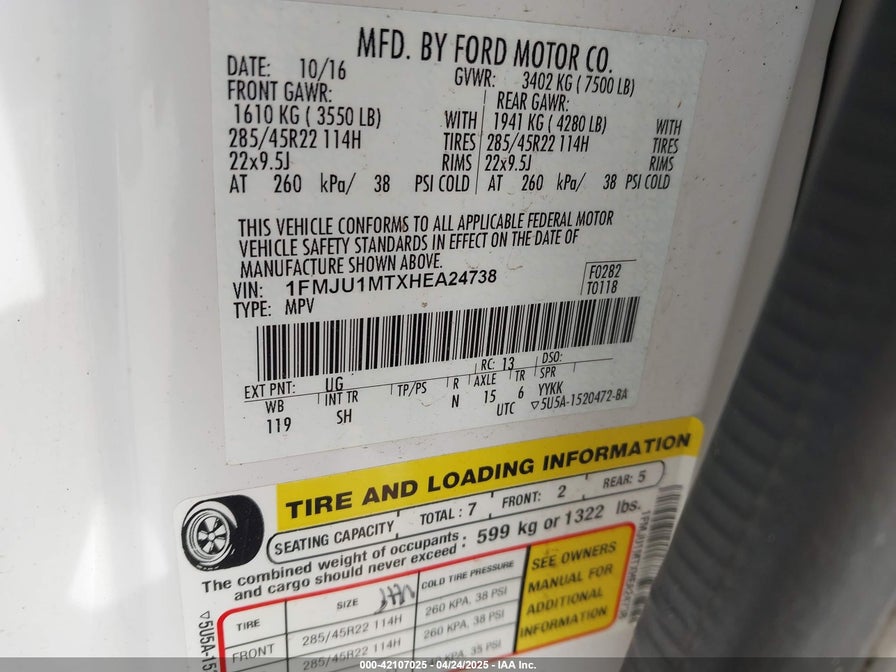 MFD. BY FORD MOTOR CO.
DATE: 10/16 GVWR: 3402 KG ( 7500 LB)
FRONT GAWR: REAR GAWR:
1610 KG ( 3550 LB) WITH 1941 KG ( 4280 LB) WITH
285/45R22 114H TIRES 285/45R22 114H TIRES
22x9.5J RIMS 22x9.5J RIMS
AT 260 kPa/ 38 PSI COLD AT 260 kPa/ 38 PSI COLD
THIS VEHICLE CONFORMS TO ALL APPLICABLE FEDERAL MOTOR
VEHICLE SAFETY STANDARDS IN EFFECT ON THE DATE OF
MANUFACTURE SHOWN ABOVE.
VIN: 1FMJU1MTXHEA24738 F0282
TYPE: MPV T0118
EXT PNT: UG RC: 13 DSO:
WB INT TR TP/PS R AXLE TR SPR
119 SH N 15 6 YYKK
UTC ▽5U5A-1520472-BA
TIRE AND LOADING INFORMATION
SEATING CAPACITY TOTAL : 7 FRONT: 2 REAR: 5
The combined weight of occupants and cargo should never exceed : 599 kg or 1322 lbs.
TIRE SIZE COLD TIRE PRESSURE
FRONT 285/45R22 114H 260 KPA, 38 PSI
285/45R22 114H 260 KPA, 38 PSI
SEE OWNERS
MANUAL FOR
ADDITIONAL
INFORMATION
▽5U5A-15
000-42107025 - 04/24/2025 - IAA Inc.